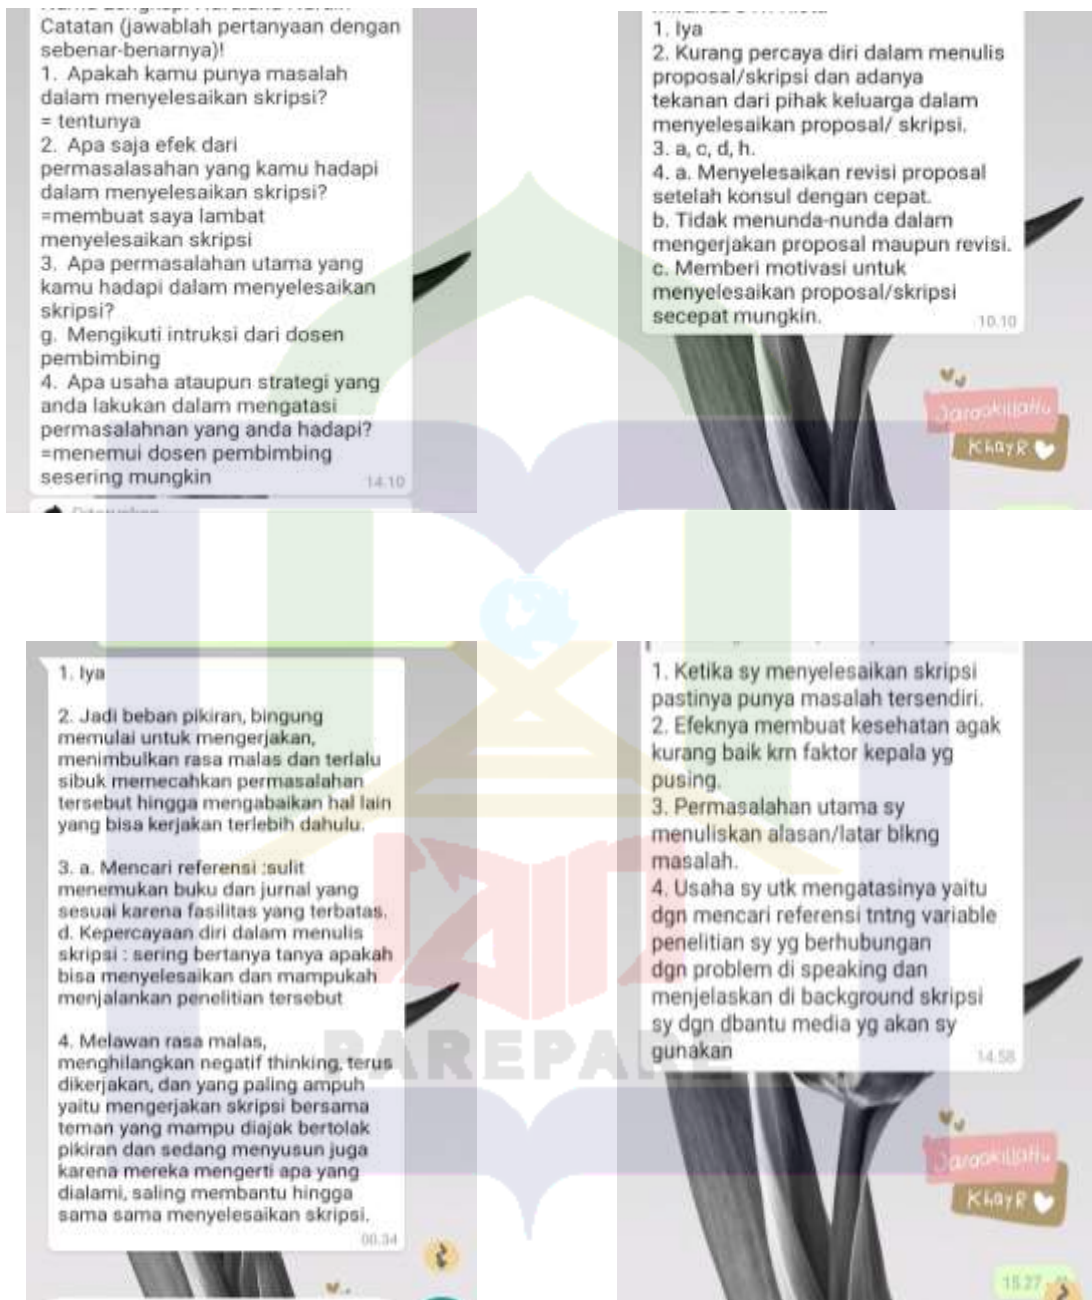 Catatan (jawablah pertanyaan dengan
sebenar-benarnya)!
1. Apakah kamu punya masalah
dalam menyelesaikan skripsi?
= tentunya
2. Apa saja efek dari
permasalasahan yang kamu hadapi
dalam menyelesaikan skripsi?
=membuat saya lambat
menyelesaikan skripsi
3. Apa permasalahan utama yang
kamu hadapi dalam menyelesaikan
skripsi?
g. Mengikuti intruksi dari dosen
pembimbing
4. Apa usaha ataupun strategi yang
anda lakukan dalam mengatasi
permasalahnan yang anda hadapi?
=menemui dosen pembimbing
sesering mungkin
14.10
1. Iya
2. Kurang percaya diri dalam menulis
proposal/skripsi dan adanya
tekanan dari pihak keluarga dalam
menyelesaikan proposal/ skripsi.
3. a, c, d, h.
4. a. Menyelesaikan revisi proposal
setelah konsul dengan cepat.
b. Tidak menunda-nunda dalam
mengerjakan proposal maupun revisi.
c. Memberi motivasi untuk
menyelesaikan proposal/skripsi
secepat mungkin.
10.10
KhayR
1. Iya
2. Jadi beban pikiran, bingung
memulai untuk mengerjakan,
menimbulkan rasa malas dan terlalu
sibuk memecahkan permasalahan
tersebut hingga mengabaikan hal lain
yang bisa kerjakan terlebih dahulu.
3. a. Mencari referensi :sulit
menemukan buku dan jurnal yang
sesuai karena fasilitas yang terbatas.
d. Kepercayaan diri dalam menulis
skripsi : sering bertanya tanya apakah
bisa menyelesaikan dan mampukah
menjalankan penelitian tersebut
4. Melawan rasa malas,
menghilangkan negatif thinking, terus
dikerjakan, dan yang paling ampuh
yaitu mengerjakan skripsi bersama
teman yang mampu diajak bertolak
pikiran dan sedang menyusun juga
karena mereka mengerti apa yang
dialami, saling membantu hingga
sama sama menyelesaikan skripsi.
00.34
1. Ketika sy menyelesaikan skripsi
pastinya punya masalah tersendiri.
2. Efeknya membuat kesehatan agak
kurang baik krn faktor kepala yg
pusing.
3. Permasalahan utama sy
menuliskan alasan/latar blkng
masalah.
4. Usaha sy utk mengatasinya yaitu
dgn mencari referensi tntng variable
penelitian sy yg berhubungan
dgn problem di speaking dan
menjelaskan di background skripsi
sy dgn dbantu media yg akan sy
gunakan
14.58
KhayR
15.27
PAREPARE